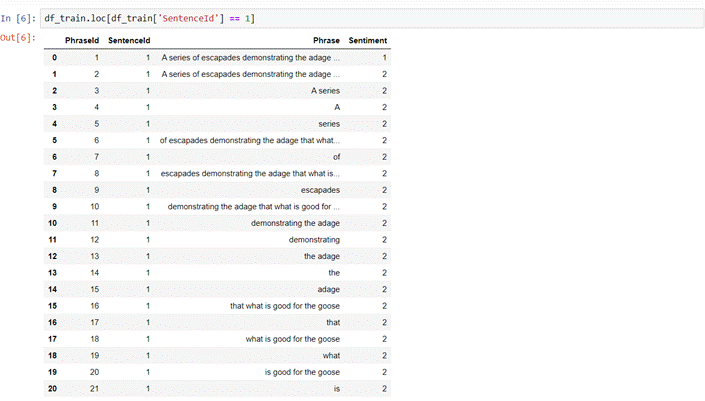 In [6]: df_train.loc[df_train['SentenceId'] == 1]
Out[6]:
PhraseId SentenceId Phrase Sentiment
0 1 1 A series of escapades demonstrating the adage ... 1
1 2 1 A series of escapades demonstrating the adage ... 2
2 3 1 A series 2
3 4 1 A 2
4 5 1 series 2
5 6 1 of escapades demonstrating the adage that what... 2
6 7 1 of 2
7 8 1 escapades demonstrating the adage that what is... 2
8 9 1 escapades 2
9 10 1 demonstrating the adage that what is good for ... 2
10 11 1 demonstrating the adage 2
11 12 1 demonstrating 2
12 13 1 the adage 2
13 14 1 the 2
14 15 1 adage 2
15 16 1 that what is good for the goose 2
16 17 1 that 2
17 18 1 what is good for the goose 2
18 19 1 what 2
19 20 1 is good for the goose 2
20 21 1 is 2